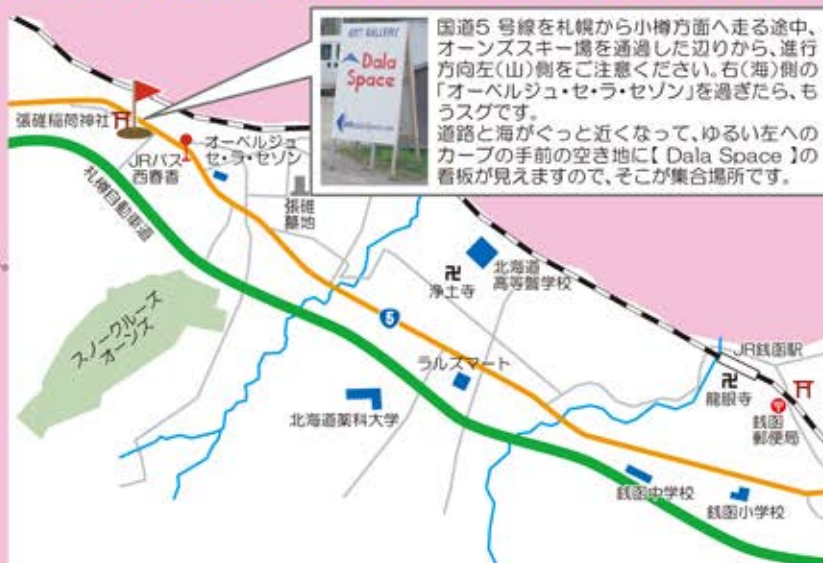 国道5 号線を札幌から小樽方面へ走る途中、
オーンズスキー場を通過した辺りから、進行
方向左(山)側をご注意ください。右(海)側の
「オーベルジュ・セ・ラ・セゾン」を過ぎたら、も
うスグです。
道路と海がぐっと近くなって、ゆるい左への
カーブの手前の空き地に【 Dala Space 】の
看板が見えますので、そこが集合場所です。
ART GALLERY
Dala
Space
張碓稲荷神社
JRバス
西春香
オーベルジュ
セ・ラ・セゾン
札樽自動車道
張碓
墓地
北海道
高等聾学校
浄土寺
スノークルーズ
オーンズ
5
ラルズマート
北海道薬科大学
JR銭函駅
龍眼寺
銭函
郵便局
銭函中学校
銭函小学校